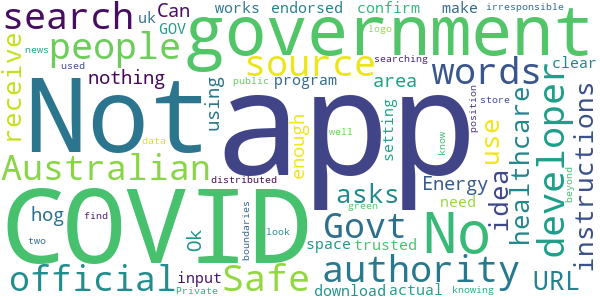 search
uk
works
endorsed
confirm
make
irresponsible
Can
GOV
people
government
news
used
logo
searching
public
program
nothing
source
area
words
clear
receive
Not
app
using
setting
position
store
data
enough
well
use
know
developer
instructions
healthcare
Australian
distributed
asks
Energy
idea
need
green
COVID
hog
find
Ok
boundaries
look
Govt
space
trusted
No
beyond
two
official
input
Private
Safe
authority
download
actual
knowing
URL